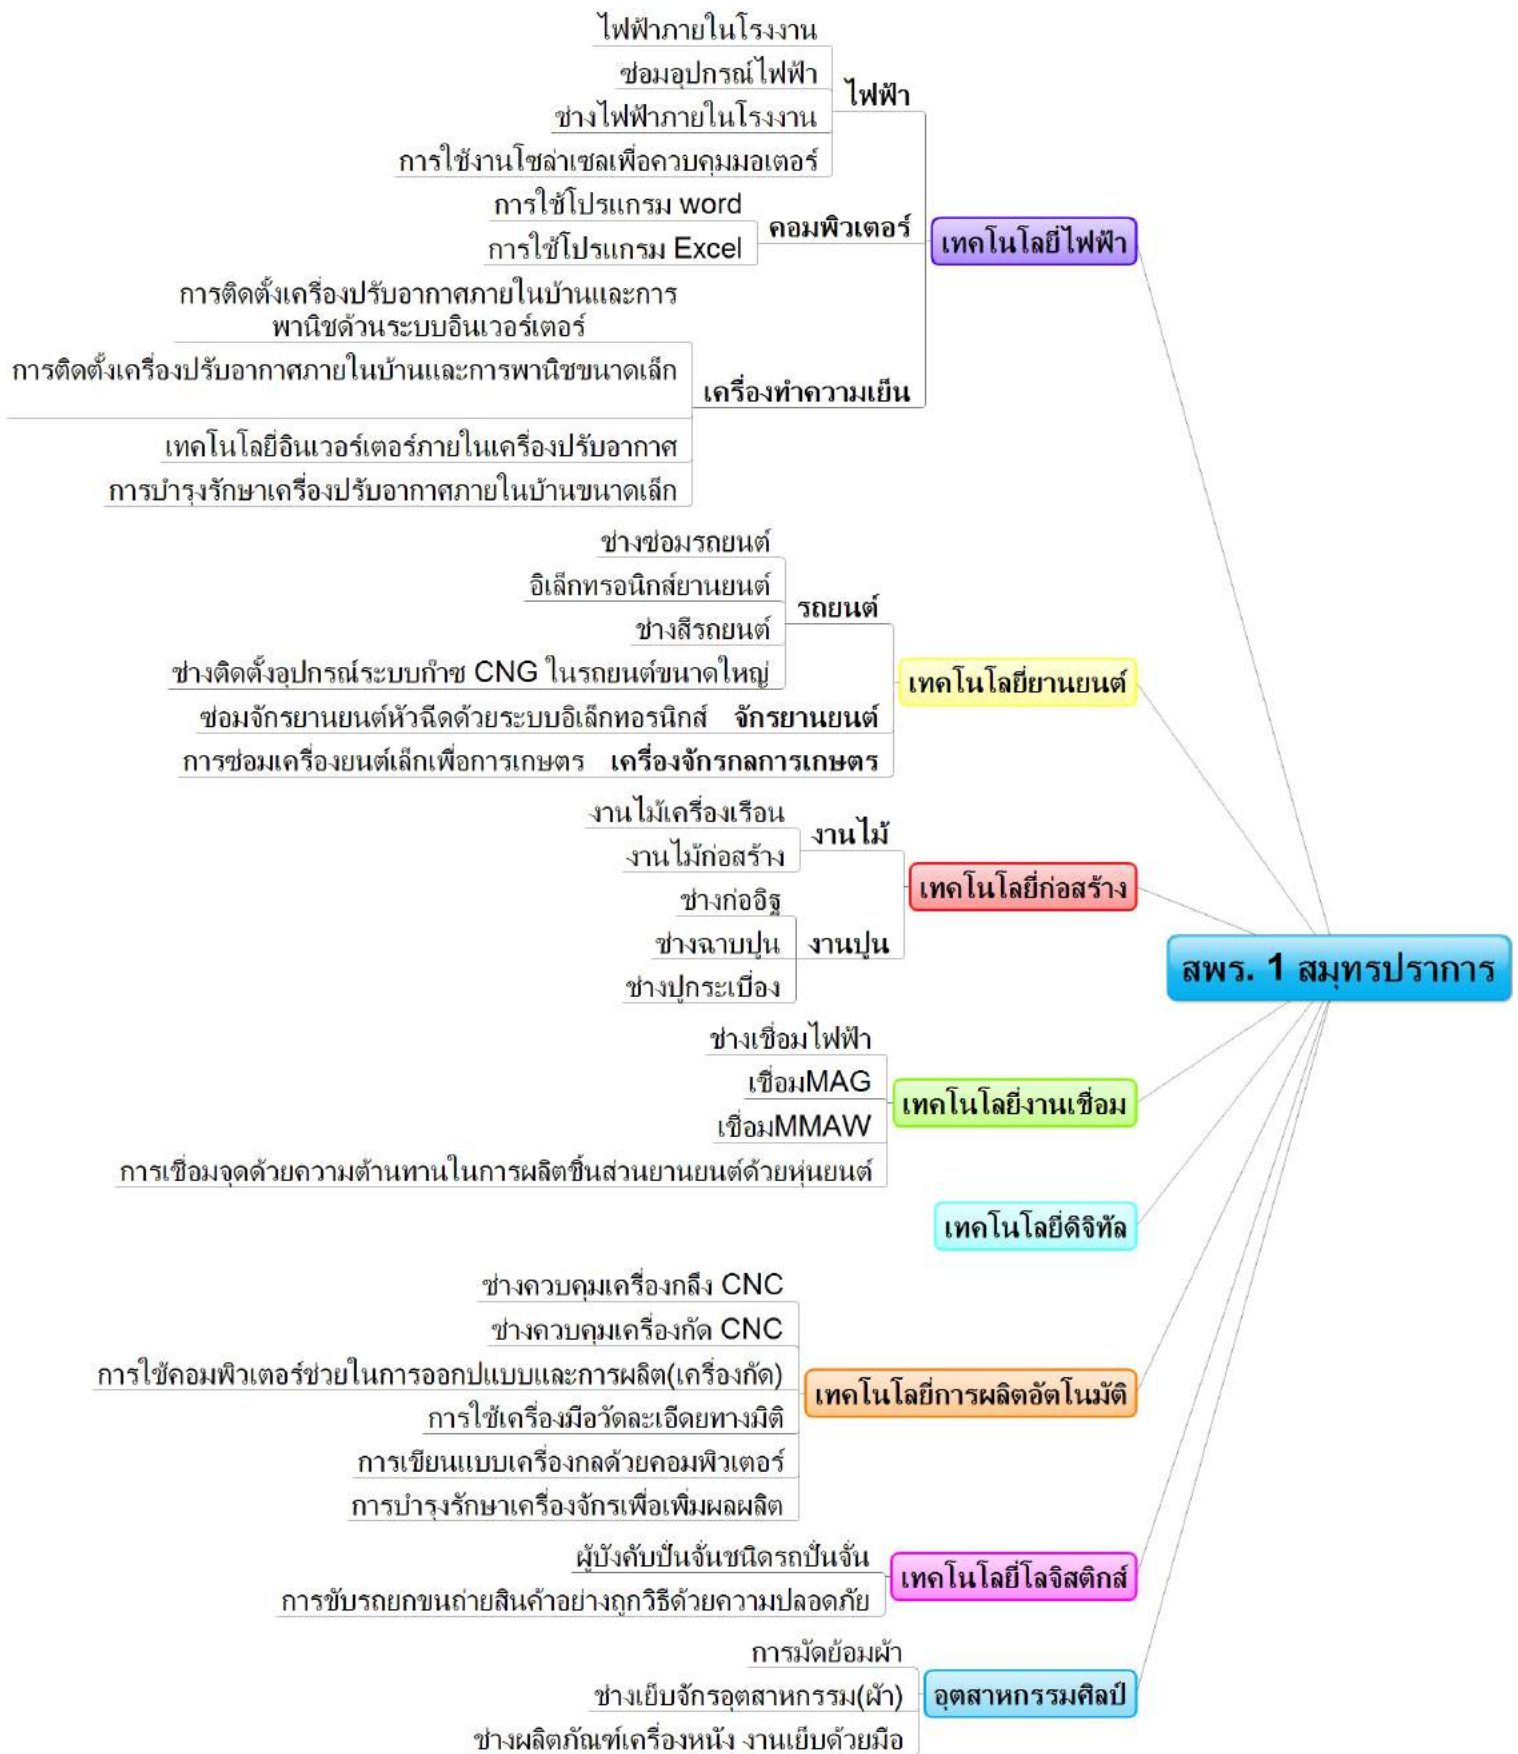 ไฟฟ้าภายในโรงงาน
ซ่อมอุปกรณ์ไฟฟ้า
ไฟฟ้า
ช่างไฟฟ้าภายในโรงงาน
การใช้งานโซล่าเซลเพื่อควบคุมมอเตอร์
การใช้โปรแกรม word
คอมพิวเตอร์
การใช้โปรแกรม Excel
เทคโนโลยี่ไฟฟ้า
การติดตั้งเครื่องปรับอากาศภายในบ้านและการ
พานิชด้านระบบอินเวอร์เตอร์
การติดตั้งเครื่องปรับอากาศภายในบ้านและการพานิชขนาดเล็ก
เครื่องทำความเย็น
เทคโนโลยี่อินเวอร์เตอร์ภายในเครื่องปรับอากาศ
การบำรุงรักษาเครื่องปรับอากาศภายในบ้านขนาดเล็ก
ช่างซ่อมรถยนต์
อิเล็กทรอนิกส์ยานยนต์
รถยนต์
ช่างสีรถยนต์
ช่างติดตั้งอุปกรณ์ระบบก๊าซ CNG ในรถยนต์ขนาดใหญ่
เทคโนโลยี่ยานยนต์
ซ่อมจักรยานยนต์หัวฉีดด้วยระบบอิเล็กทอรนิกส์ จักรยานยนต์
การซ่อมเครื่องยนต์เล็กเพื่อการเกษตร เครื่องจักรกลการเกษตร
งานไม้เครื่องเรือน
งานไม้
งานไม้ก่อสร้าง
เทคโนโลยี่ก่อสร้าง
ช่างก่ออิฐ
ช่างฉาบปูน งานปูน
ช่างปูกระเบื่อง
สพร. 1 สมุทรปราการ
ช่างเชื่อมไฟฟ้า
เชื่อมMAG
เทคโนโลยี่งานเชื่อม
เชื่อมMMAW
การเชื่อมจุดด้วยความต้านทานในการผลิตชิ้นส่วนยานยนต์ด้วยหุ่นยนต์
เทคโนโลยี่ดิจิทัล
ช่างควบคุมเครื่องกลึง CNC
ช่างควบคุมเครื่องกัด CNC
การใช้คอมพิวเตอร์ช่วยในการออกปแบบและการผลิต(เครื่องกัด)
เทคโนโลยี่การผลิตอัตโนมัติ
การใช้เครื่องมือวัดละเอีดยทางมิติ
การเขียนแบบเครื่องกลด้วยคอมพิวเตอร์
การบำรุงรักษาเครื่องจักรเพื่อเพิ่มผลผลิต
ผู้บังคับปั่นจั่นชนิดรถปั่นจั่น
เทคโนโลยี่โลจิสติกส์
การขับรถยกขนถ่ายสินค้าอย่างถูกวิธีด้วยความปลอดภัย
การมัดย้อมผ้า
ช่างเย็บจักรอุตสาหกรรม(ผ้า)
อุตสาหกรรมศิลป์
ช่างผลิตภัณฑ์เครื่องหนัง งานเย็บด้วยมือ